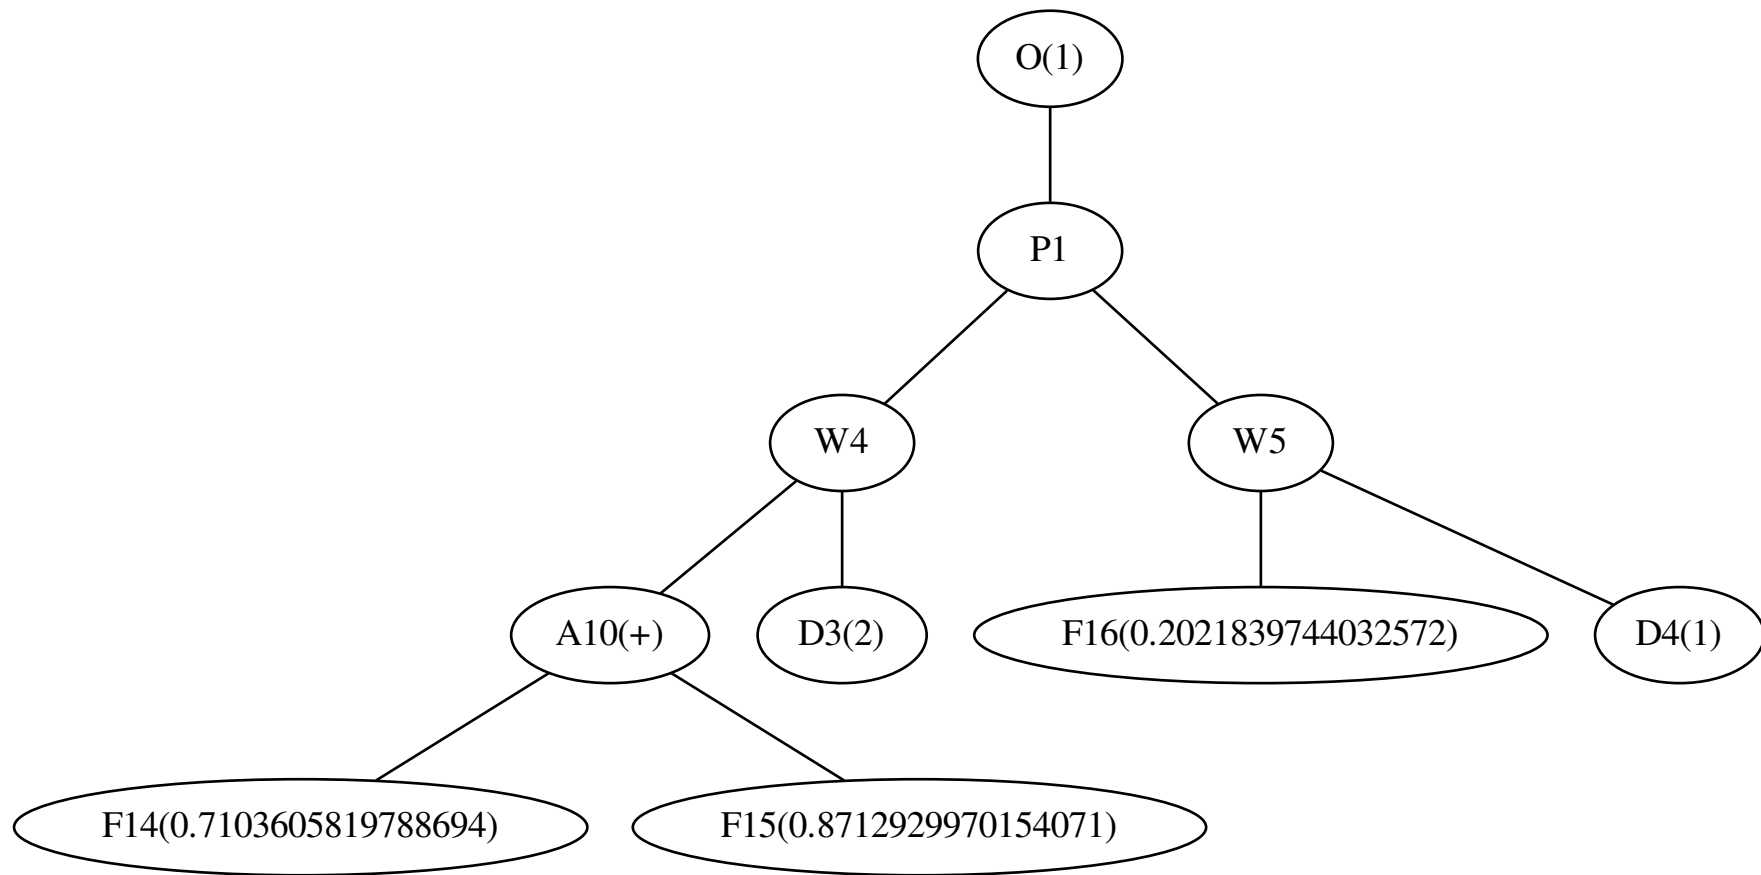 O(1)
P1
W4
W5
A10(+)
D3(2)
F16(0.2021839744032572)
D4(1)
F14(0.7103605819788694)
F15(0.8712929970154071)